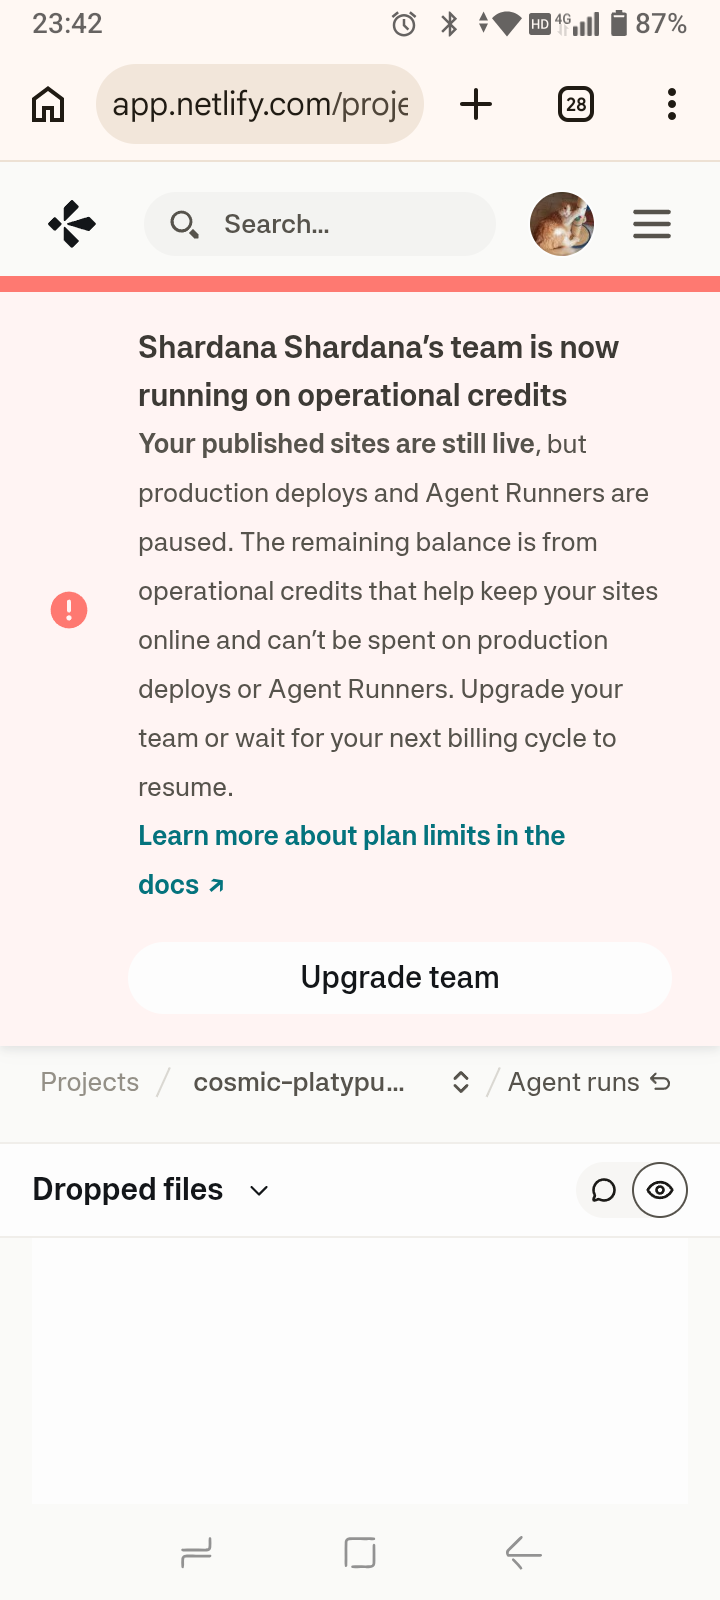 23:42
HD 4G 87%
app.netlify.com/proje
28
Search...
Shardana Shardana’s team is now
running on operational credits
Your published sites are still live, but
production deploys and Agent Runners are
paused. The remaining balance is from
operational credits that help keep your sites
online and can’t be spent on production
deploys or Agent Runners. Upgrade your
team or wait for your next billing cycle to
resume.
Learn more about plan limits in the
docs ↗
Upgrade team
Projects / cosmic-platypu... / Agent runs
Dropped files